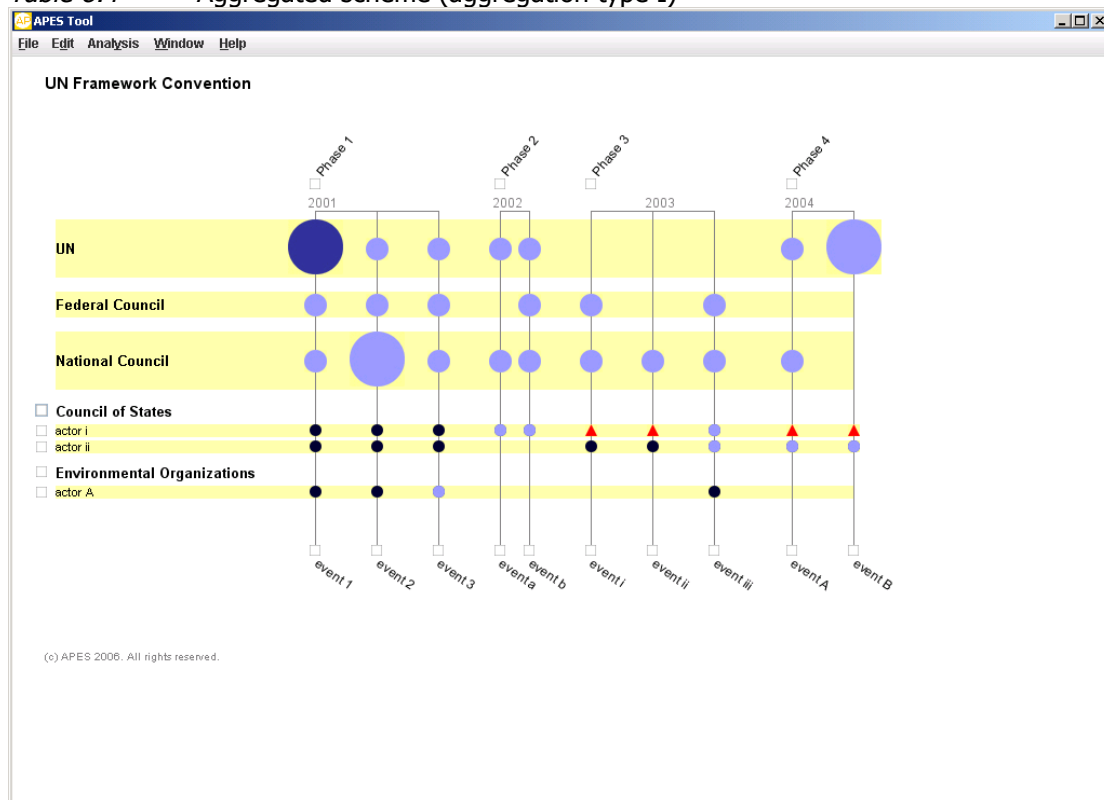 Aggregated scheme (aggregation type I)
AP APES Tool
File Edit Analysis Window Help
UN Framework Convention
Phase 1 Phase 2 Phase 3 Phase 4
2001 2002 2003 2004
UN
Federal Council
National Council
Council of States
actor i
actor ii
Environmental Organizations
actor A
event 1 event 2 event 3 event a event b event i event ii event iii event A event B
(c) APES 2006. All rights reserved.